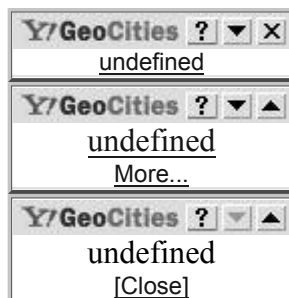 Y! GeoCities ?
undefined
Y! GeoCities ?
undefined
More...
Y! GeoCities ?
undefined
[Close]